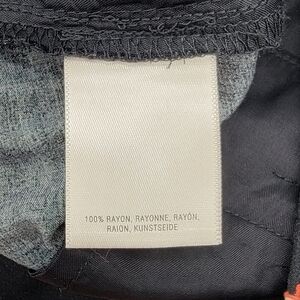 100% RAYON, RAYONNE, RAYÓN,
RAION, KUNSTSEIDE